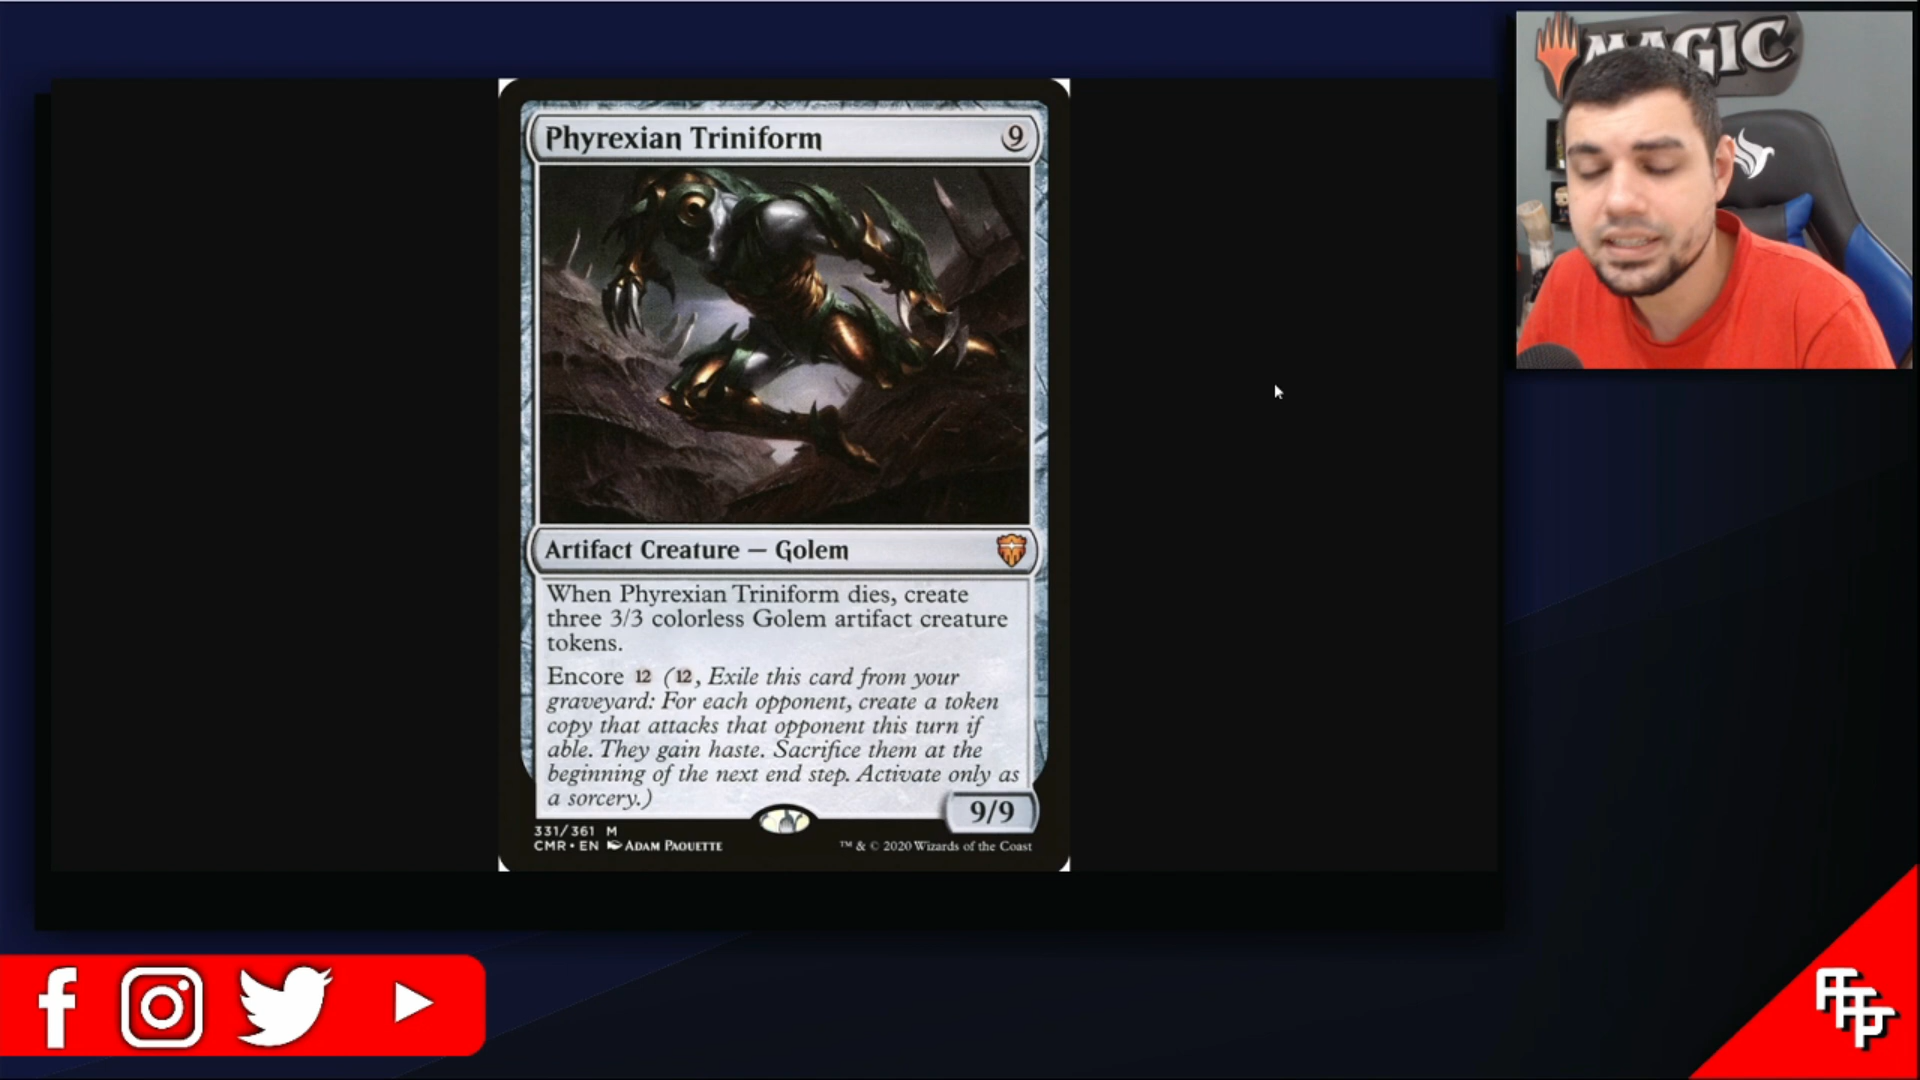 MAGIC
Phyrexian Triniform 9
Artifact Creature — Golem
When Phyrexian Triniform dies, create
three 3/3 colorless Golem artifact creature
tokens.
Encore 12 (12, Exile this card from your
graveyard: For each opponent, create a token
copy that attacks that opponent this turn if
able. They gain haste. Sacrifice them at the
beginning of the next end step. Activate only as
a sorcery.)
9/9
331/361 M
CMR • EN ADAM PAQUETTE
™ & © 2020 Wizards of the Coast